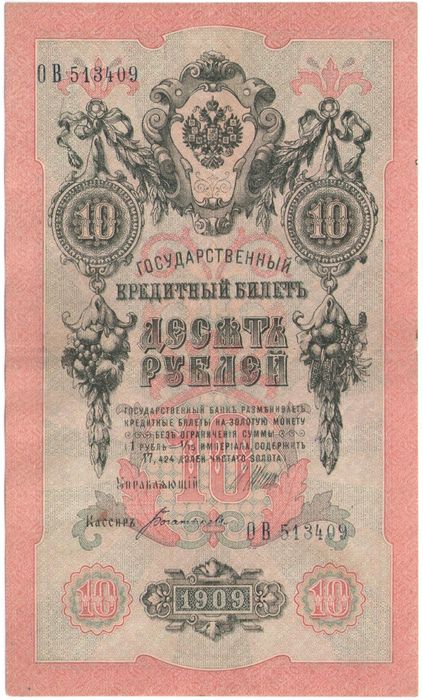 ОВ 513409
10 10
ГОСУДАРСТВЕННЫЙ
КРЕДИТНЫЙ БИЛЕТЪ
ДЕСЯТЬ
РУБЛЕЙ
ГОСУДАРСТВЕННЫЙ БАНКЪ РАЗМѢНИВАЕТЪ
КРЕДИТНЫЕ БИЛЕТЫ НА ЗОЛОТУЮ МОНЕТУ
БЕЗЪ ОГРАНИЧЕНІЯ СУММЫ
(1 РУБЛЬ = 1/15 ИМПЕРІАЛА, СОДЕРЖИТЪ
17,424 ДОЛЕЙ ЧИСТАГО ЗОЛОТА)
10
УПРАВЛЯЮЩІЙ
Кассиръ
ОВ 513409
10 1909 10